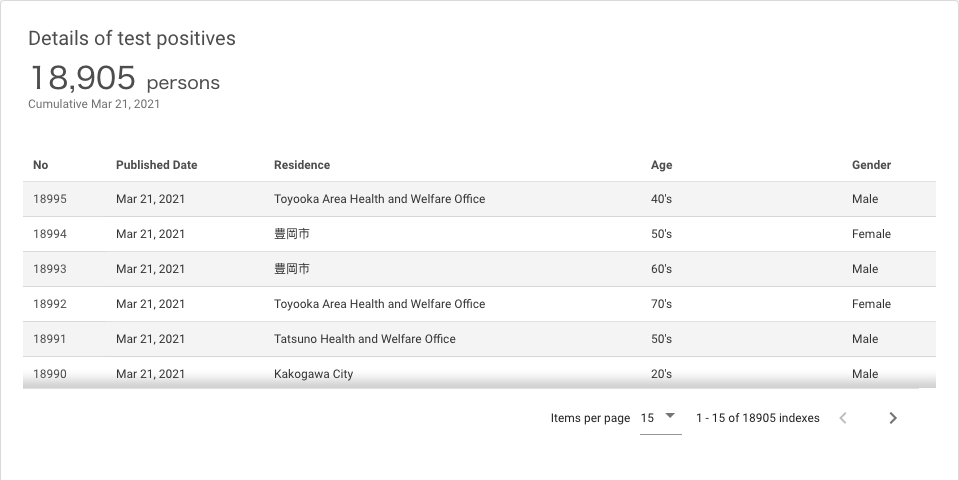 Details of test positives
18,905 persons
Cumulative Mar 21, 2021
No Published Date Residence Age Gender
18995 Mar 21, 2021 Toyooka Area Health and Welfare Office 40's Male
18994 Mar 21, 2021 豊岡市 50's Female
18993 Mar 21, 2021 豊岡市 60's Male
18992 Mar 21, 2021 Toyooka Area Health and Welfare Office 70's Female
18991 Mar 21, 2021 Tatsuno Health and Welfare Office 50's Male
18990 Mar 21, 2021 Kakogawa City 20's Male
Items per page 15 1 - 15 of 18905 indexes